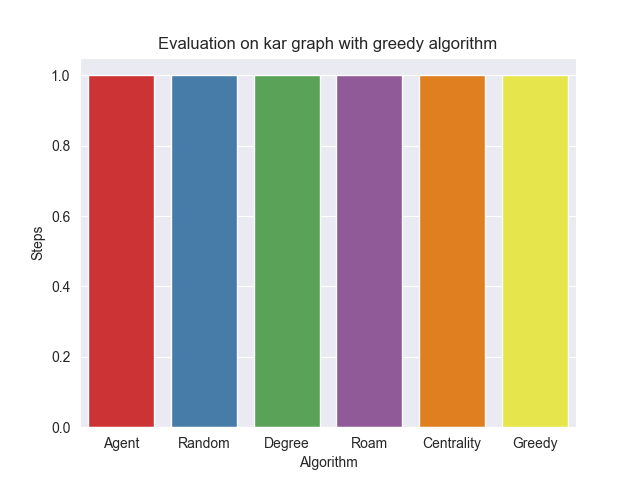 Evaluation on kar graph with greedy algorithm
1.0
0.8
0.6
0.4
0.2
0.0
Steps
Agent Random Degree Roam Centrality Greedy
Algorithm